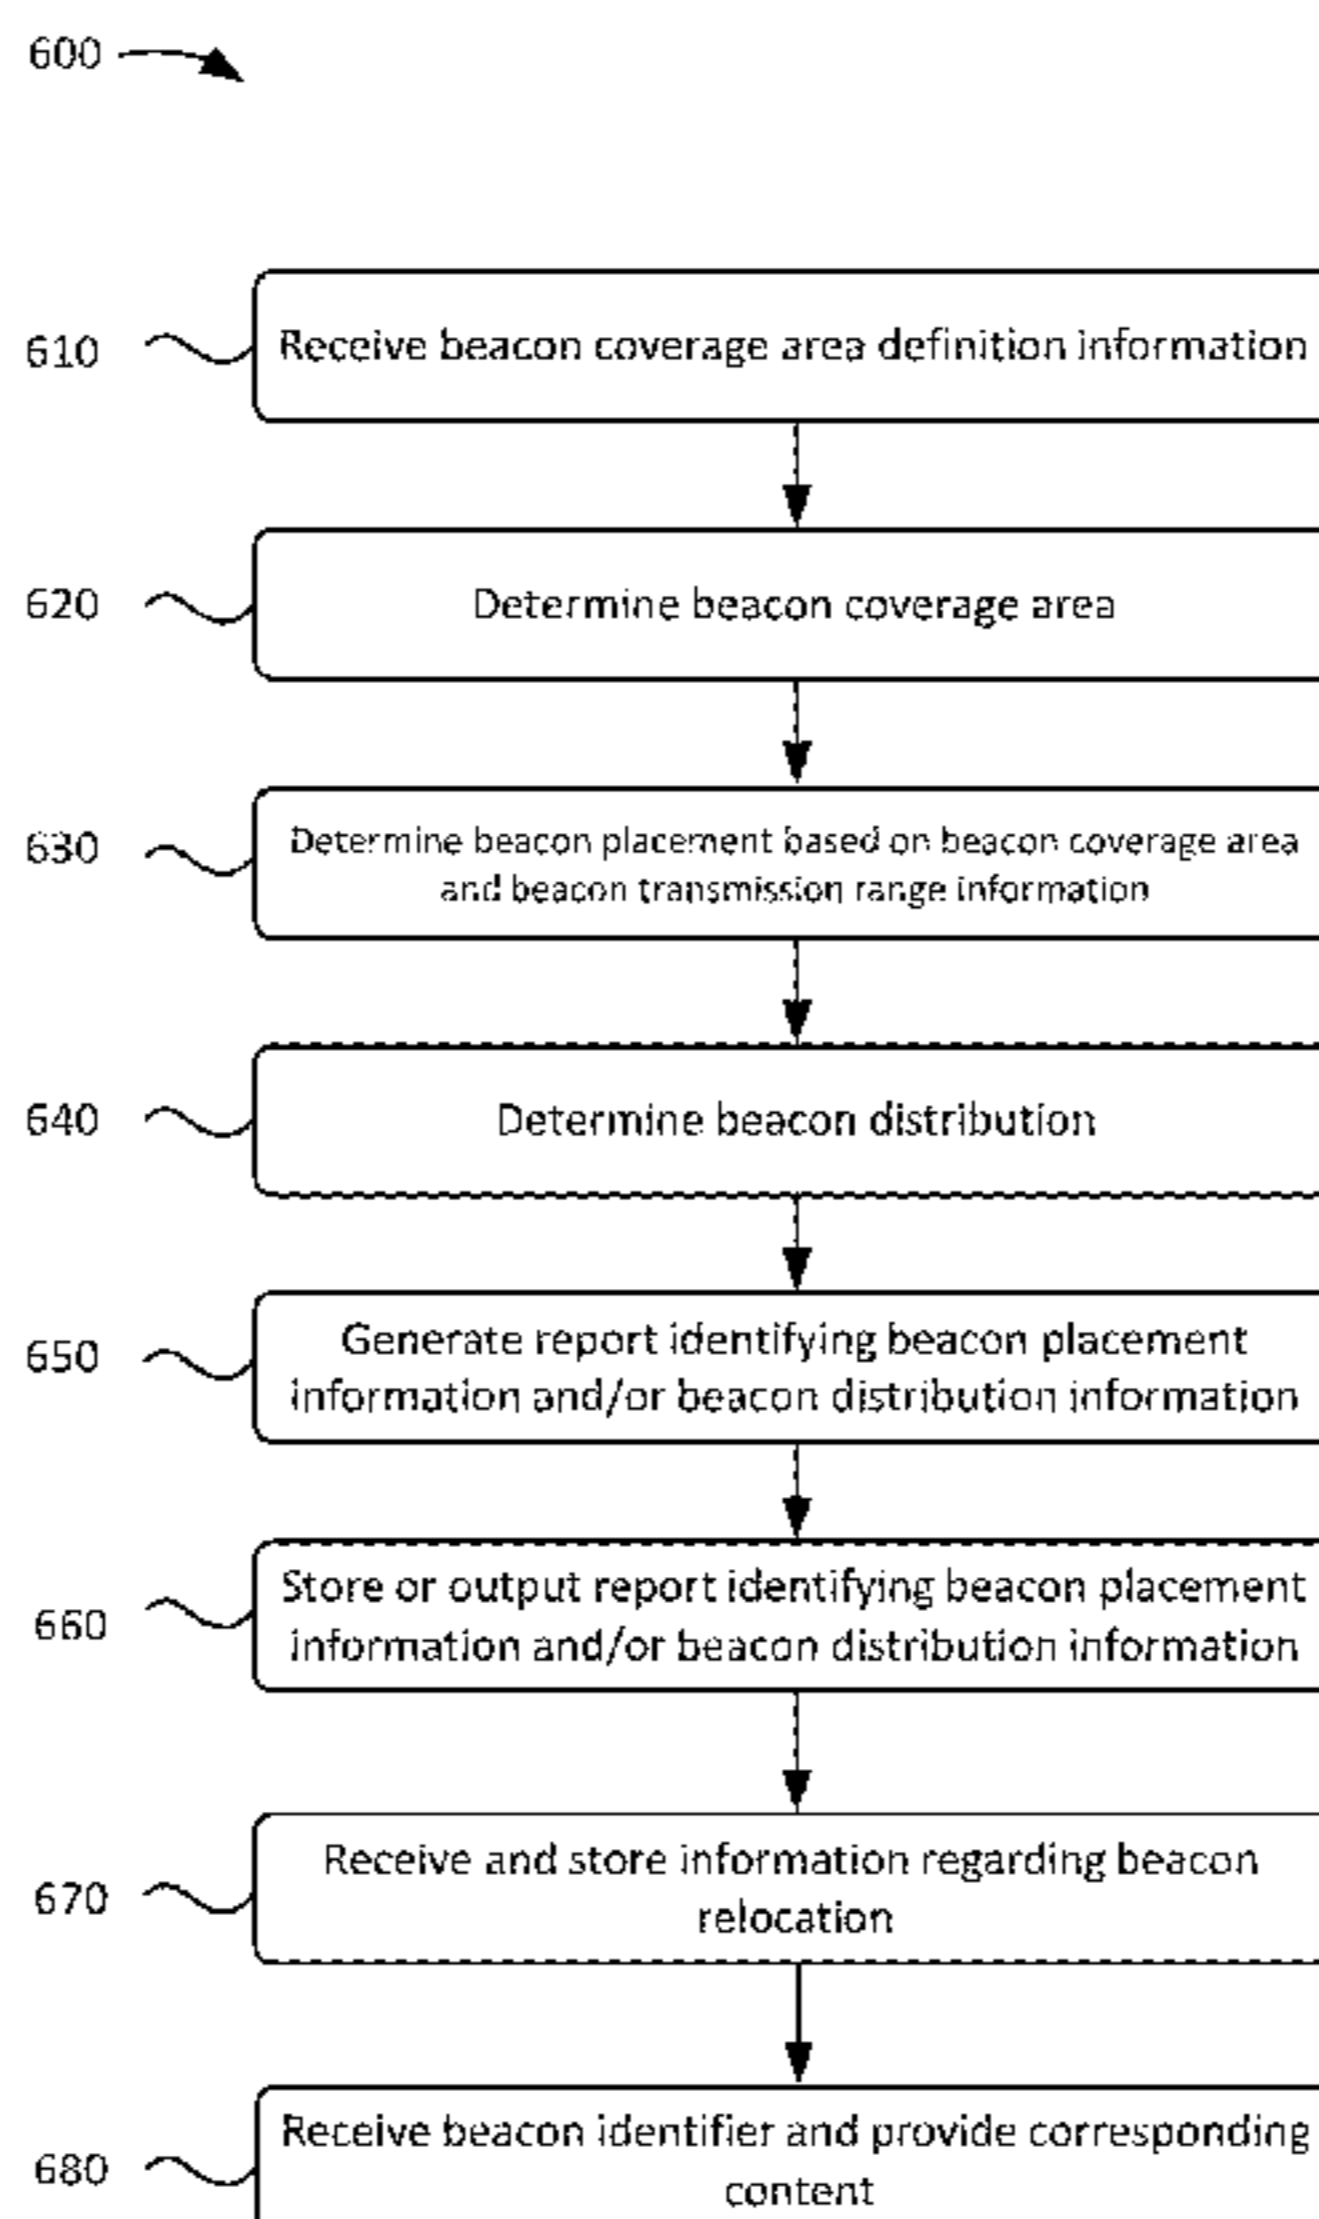 600
610
Receive beacon coverage area definition information
620
Determine beacon coverage area
630
Determine beacon placement based on beacon coverage area
and beacon transmission range information
640
Determine beacon distribution
650
Generate report identifying beacon placement
information and/or beacon distribution information
660
Store or output report identifying beacon placement
information and/or beacon distribution information
670
Receive and store information regarding beacon
relocation
680
Receive beacon identifier and provide corresponding
content